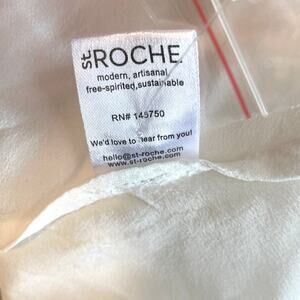 st.ROCHE
modern, artisanal
free-spirited,sustainable
RN# 145750
We'd love to hear from you!
hello@st-roche.com
www.st-roche.com